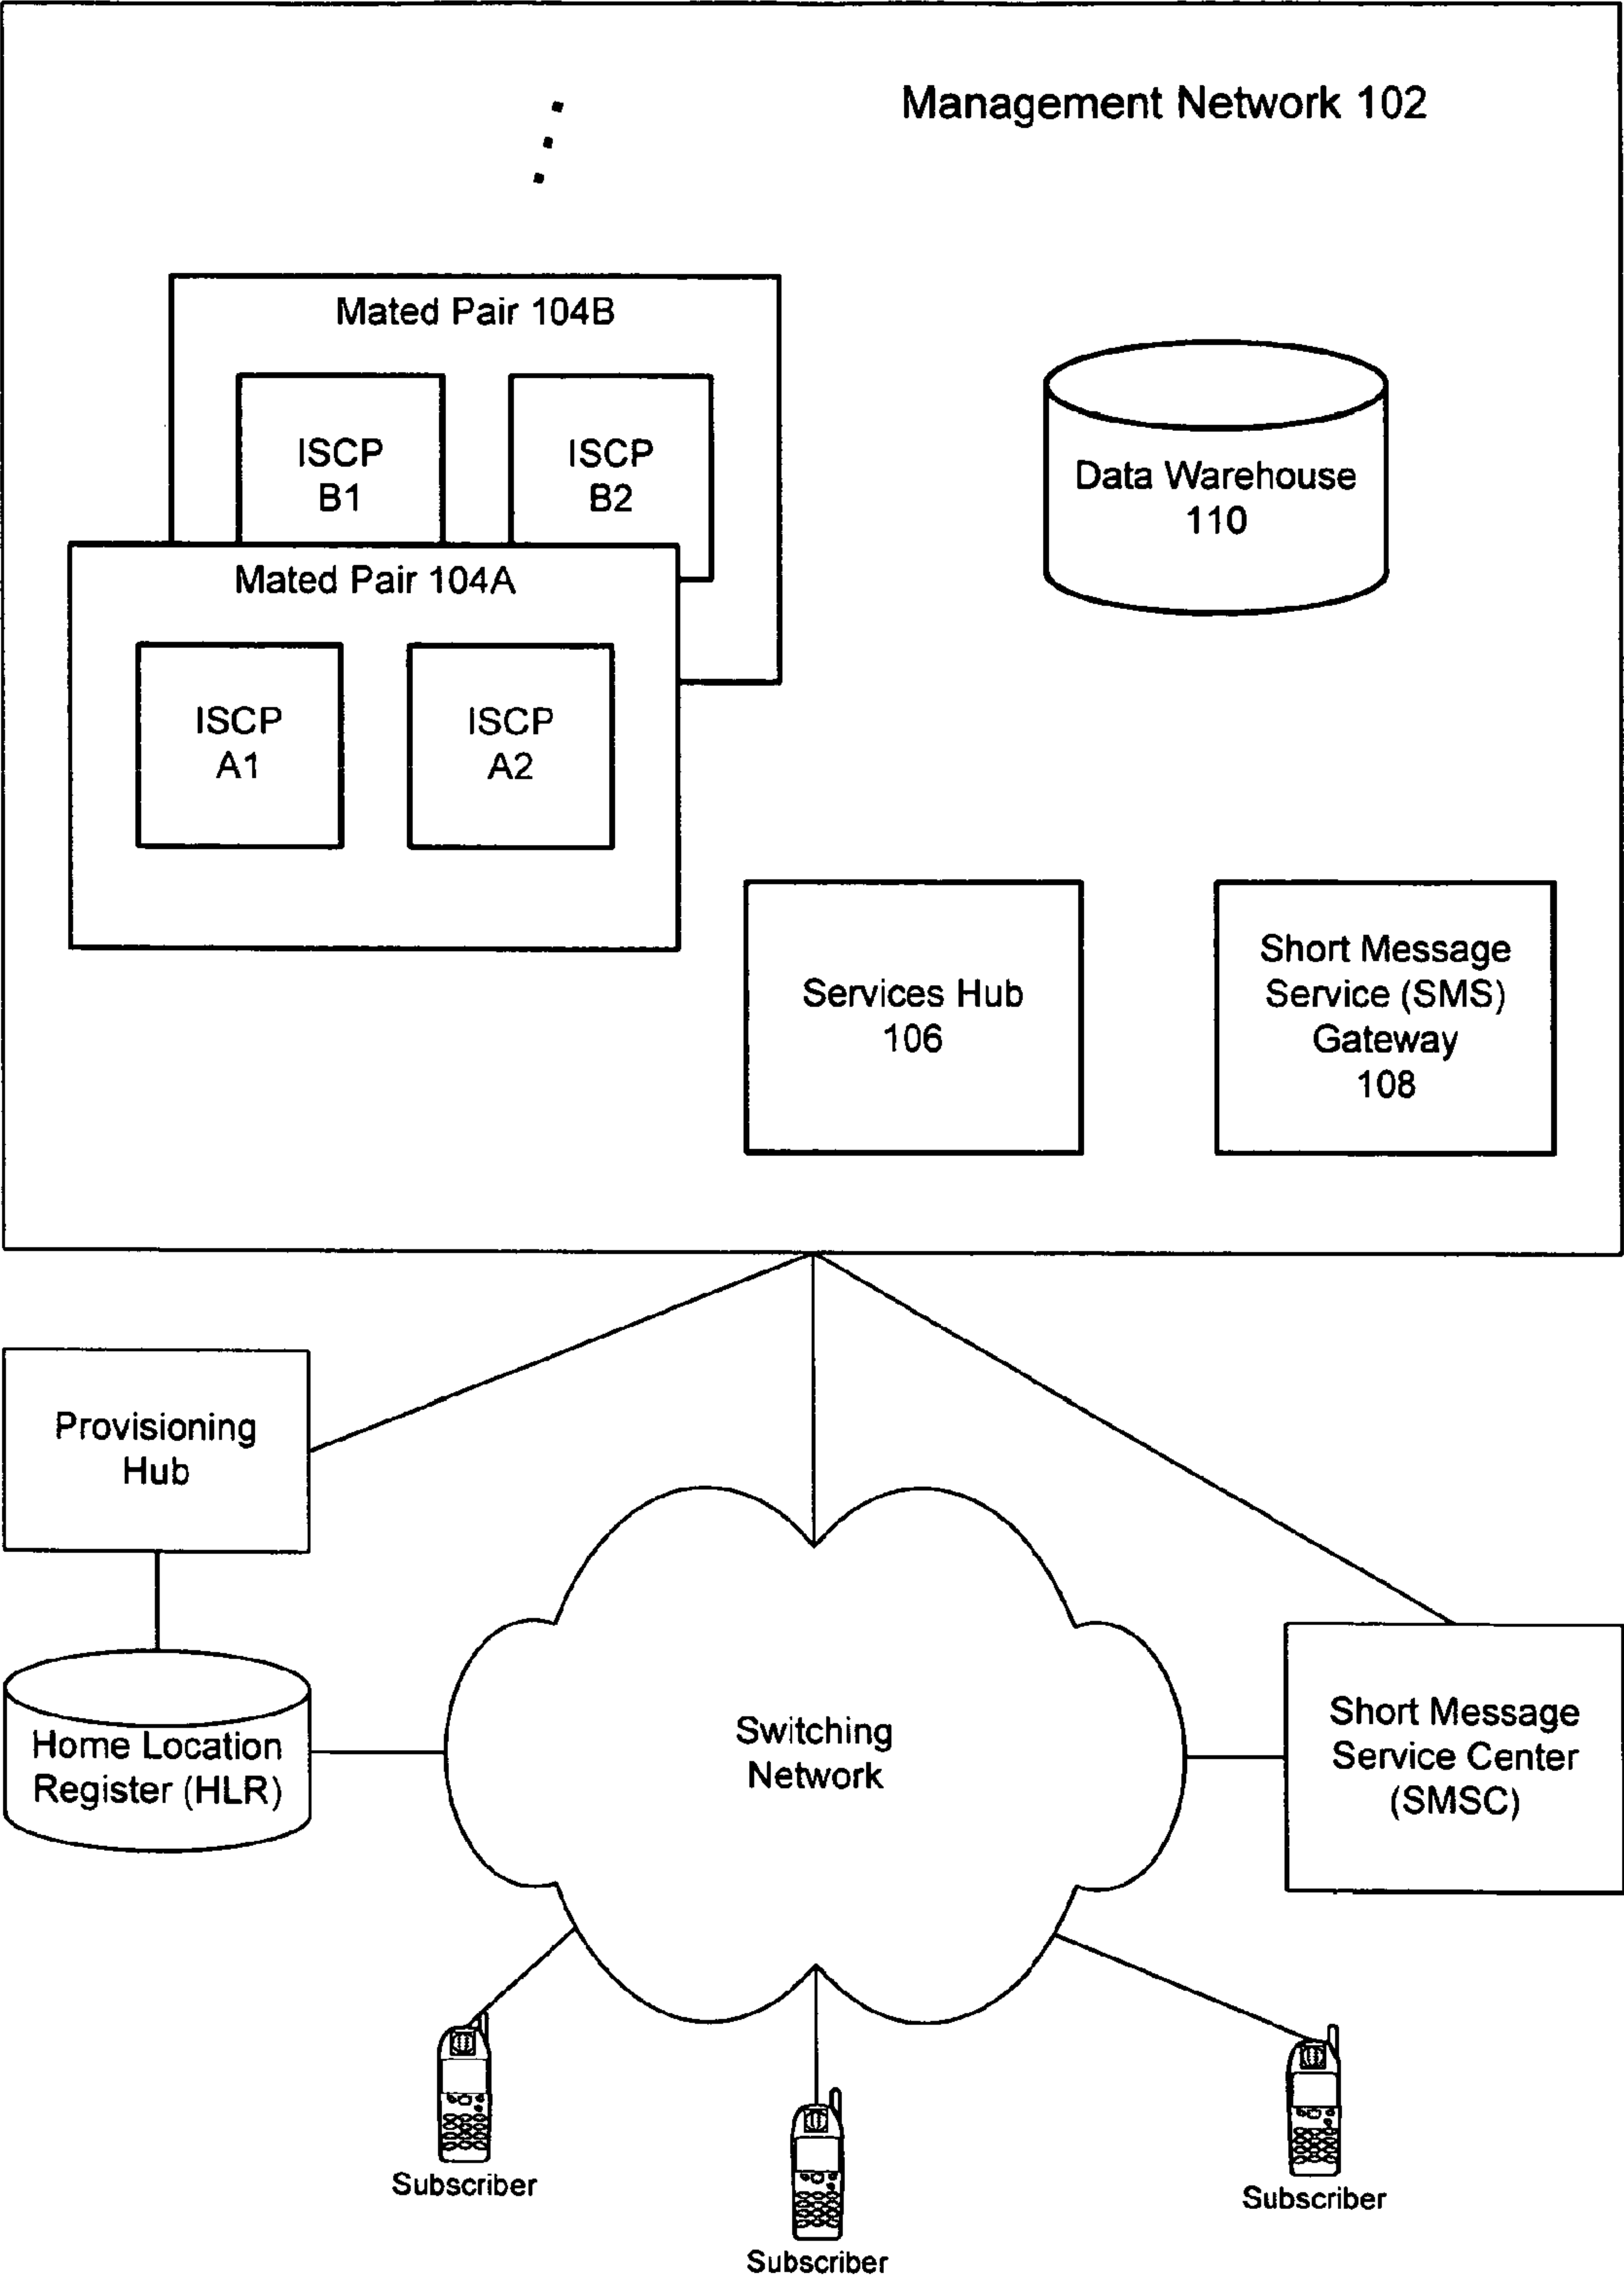 Management Network 102
Mated Pair 104B
ISCP
B1
ISCP
B2
Data Warehouse
110
Mated Pair 104A
ISCP
A1
ISCP
A2
Services Hub
106
Short Message
Service (SMS)
Gateway
108
Provisioning
Hub
Home Location
Register (HLR)
Switching
Network
Short Message
Service Center
(SMSC)
Subscriber
Subscriber
Subscriber